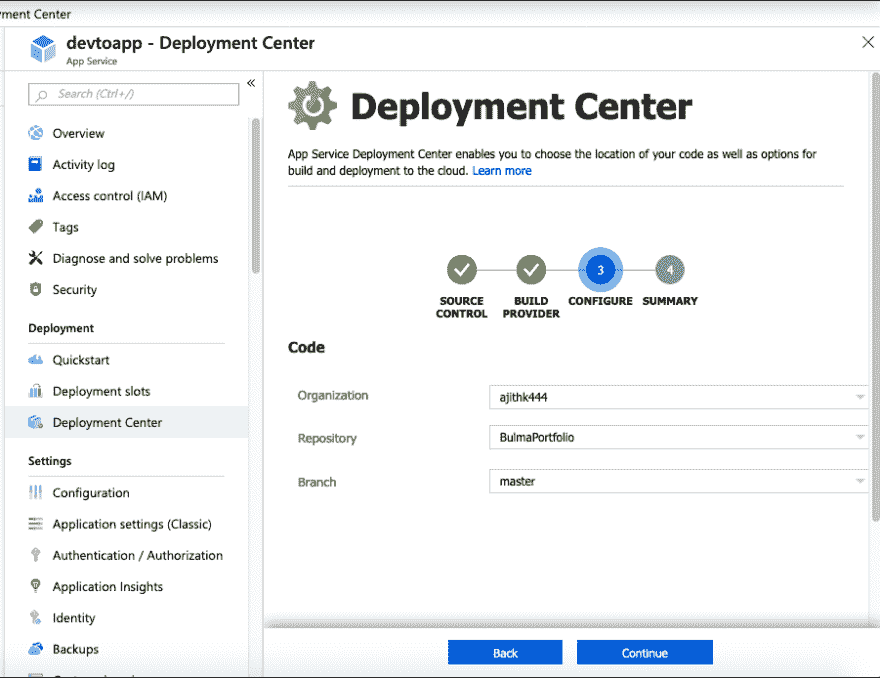 yment Center
devtoapp - Deployment Center
App Service
Search (Ctrl+/)
«
Overview
Activity log
Access control (IAM)
Tags
Diagnose and solve problems
Security
Deployment
Quickstart
Deployment slots
Deployment Center
Settings
Configuration
Application settings (Classic)
Authentication / Authorization
Application Insights
Identity
Backups
Deployment Center
App Service Deployment Center enables you to choose the location of your code as well as options for
build and deployment to the cloud. Learn more
3 4
SOURCE CONTROL
BUILD PROVIDER
CONFIGURE
SUMMARY
Code
Organization ajithk444
Repository BulmaPortfolio
Branch master
Back Continue